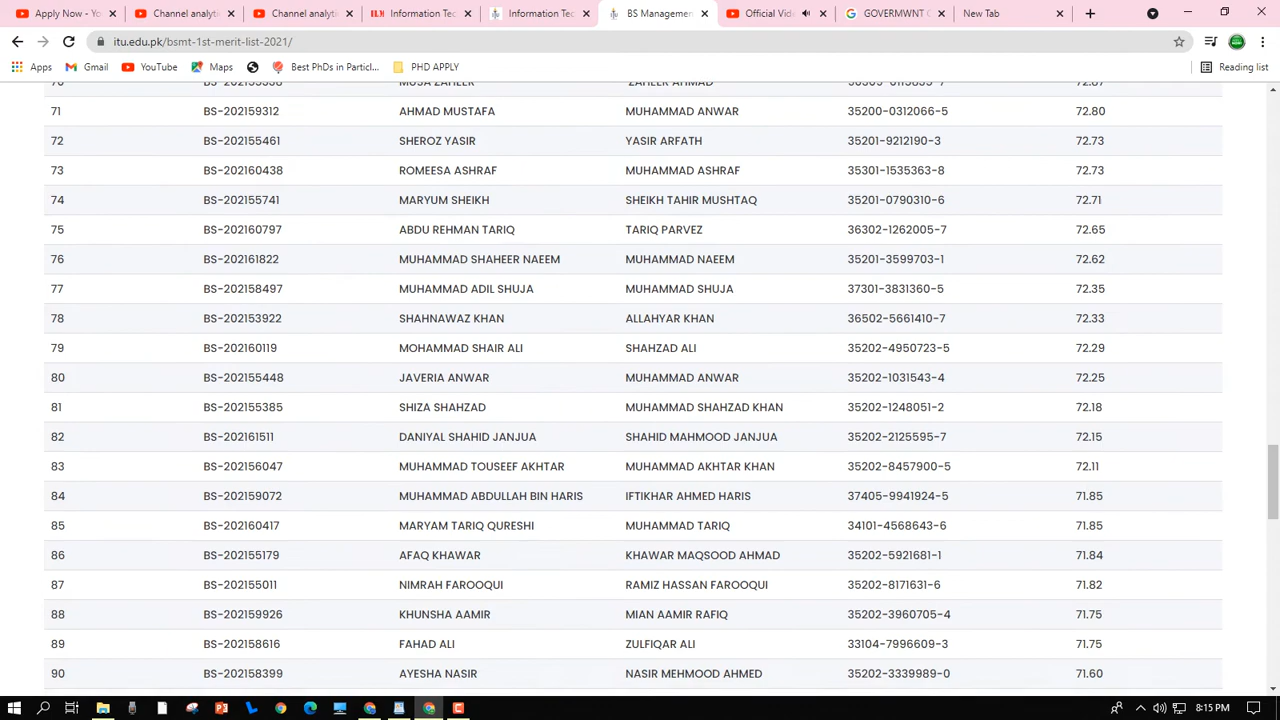 Apply Now - Yo
Channel analyti
Channel analyti
Information Tec
Information Tec
BS Managemen
Official Vid
GOVERMWNT C
New Tab
itu.edu.pk/bsmt-1st-merit-list-2021/
Apps
Gmail
YouTube
Maps
Best PhDs in Particl...
PHD APPLY
Reading list
71 BS-202159312 AHMAD MUSTAFA MUHAMMAD ANWAR 35200-0312066-5 72.80
72 BS-202155461 SHEROZ YASIR YASIR ARFATH 35201-9212190-3 72.73
73 BS-202160438 ROMEESA ASHRAF MUHAMMAD ASHRAF 35301-1535363-8 72.73
74 BS-202155741 MARYUM SHEIKH SHEIKH TAHIR MUSHTAQ 35201-0790310-6 72.71
75 BS-202160797 ABDU REHMAN TARIQ TARIQ PARVEZ 36302-1262005-7 72.65
76 BS-202161822 MUHAMMAD SHAHEER NAEEM MUHAMMAD NAEEM 35201-3599703-1 72.62
77 BS-202158497 MUHAMMAD ADIL SHUJA MUHAMMAD SHUJA 37301-3831360-5 72.35
78 BS-202153922 SHAHNAWAZ KHAN ALLAHYAR KHAN 36502-5661410-7 72.33
79 BS-202160119 MOHAMMAD SHAIR ALI SHAHZAD ALI 35202-4950723-5 72.29
80 BS-202155448 JAVERIA ANWAR MUHAMMAD ANWAR 35202-1031543-4 72.25
81 BS-202155385 SHIZA SHAHZAD MUHAMMAD SHAHZAD KHAN 35202-1248051-2 72.18
82 BS-202161511 DANIYAL SHAHID JANJUA SHAHID MAHMOOD JANJUA 35202-2125595-7 72.15
83 BS-202156047 MUHAMMAD TOUSEEF AKHTAR MUHAMMAD AKHTAR KHAN 35202-8457900-5 72.11
84 BS-202159072 MUHAMMAD ABDULLAH BIN HARIS IFTIKHAR AHMED HARIS 37405-9941924-5 71.85
85 BS-202160417 MARYAM TARIQ QURESHI MUHAMMAD TARIQ 34101-4568643-6 71.85
86 BS-202155179 AFAQ KHAWAR KHAWAR MAQSOOD AHMAD 35202-5921681-1 71.84
87 BS-202155011 NIMRAH FAROOQUI RAMIZ HASSAN FAROOQUI 35202-8171631-6 71.82
88 BS-202159926 KHUNSHA AAMIR MIAN AAMIR RAFIQ 35202-3960705-4 71.75
89 BS-202158616 FAHAD ALI ZULFIQAR ALI 33104-7996609-3 71.75
90 BS-202158399 AYESHA NASIR NASIR MEHMOOD AHMED 35202-3339989-0 71.60
8:15 PM